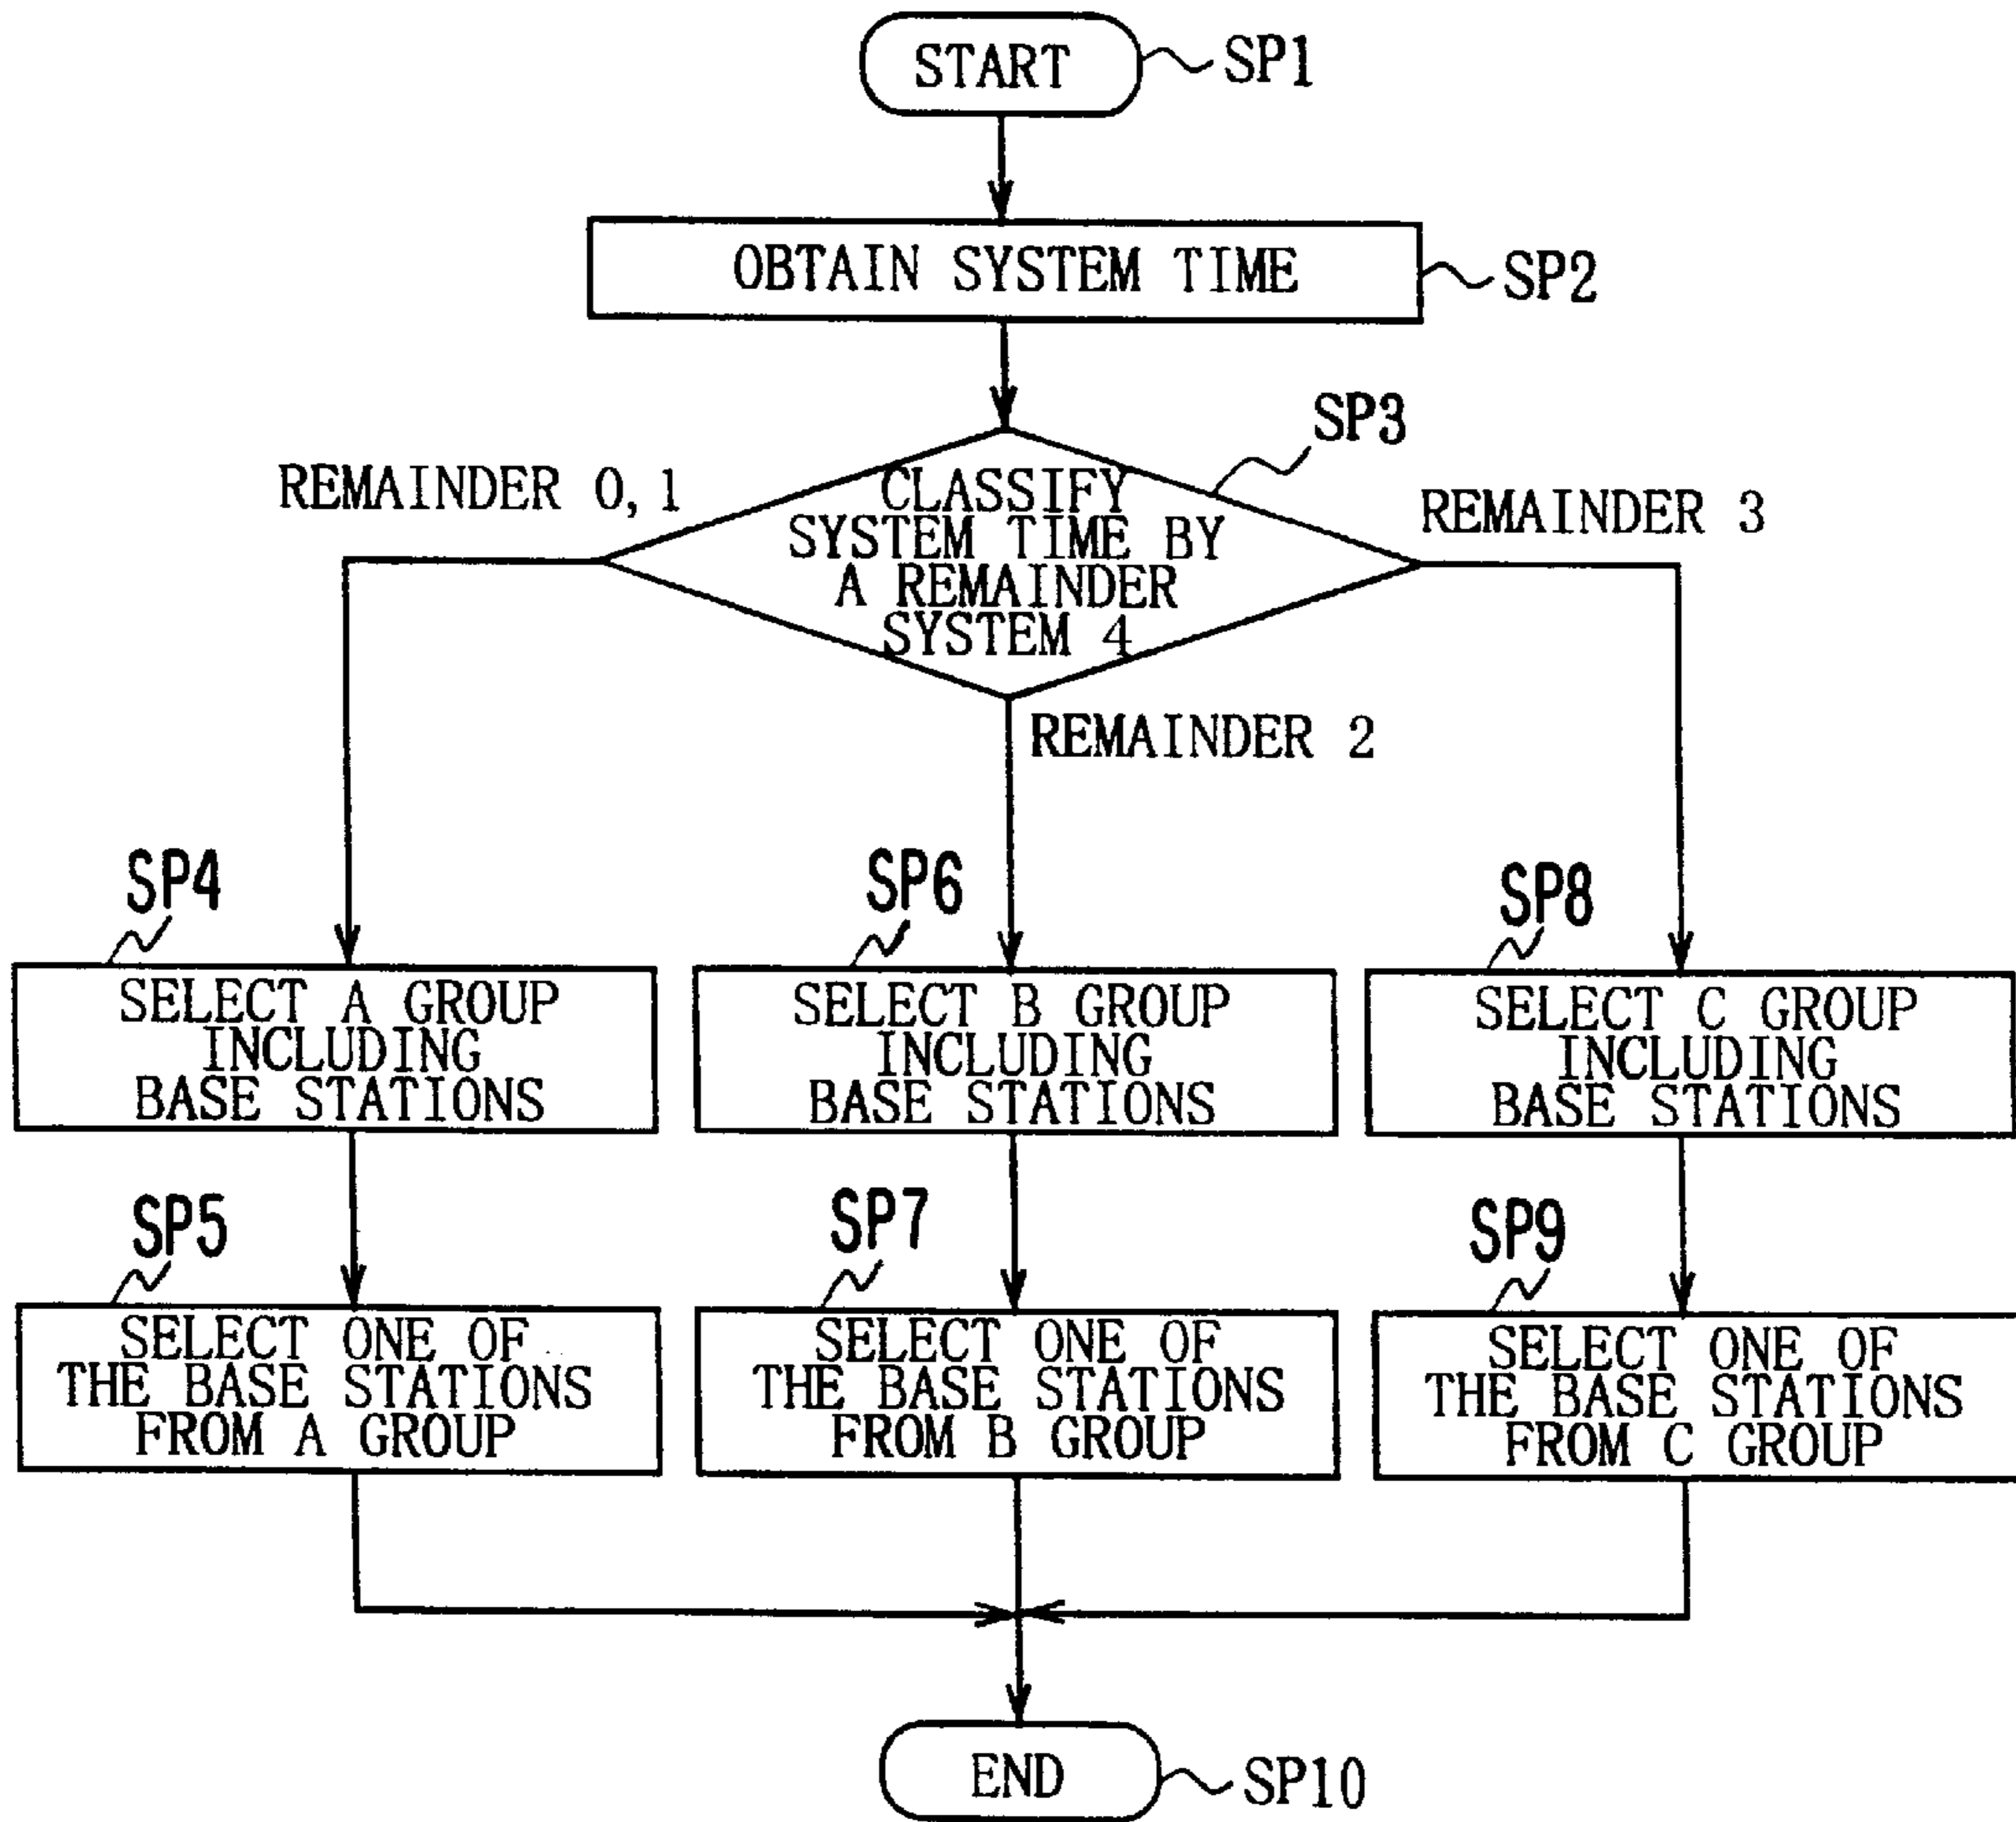 START
SP1
OBTAIN SYSTEM TIME
SP2
SP3
CLASSIFY
SYSTEM TIME BY
A REMAINDER
SYSTEM 4
REMAINDER 0,1
REMAINDER 3
REMAINDER 2
SP4
SELECT A GROUP
INCLUDING
BASE STATIONS
SP6
SELECT B GROUP
INCLUDING
BASE STATIONS
SP8
SELECT C GROUP
INCLUDING
BASE STATIONS
SP5
SELECT ONE OF
THE BASE STATIONS
FROM A GROUP
SP7
SELECT ONE OF
THE BASE STATIONS
FROM B GROUP
SP9
SELECT ONE OF
THE BASE STATIONS
FROM C GROUP
END
SP10